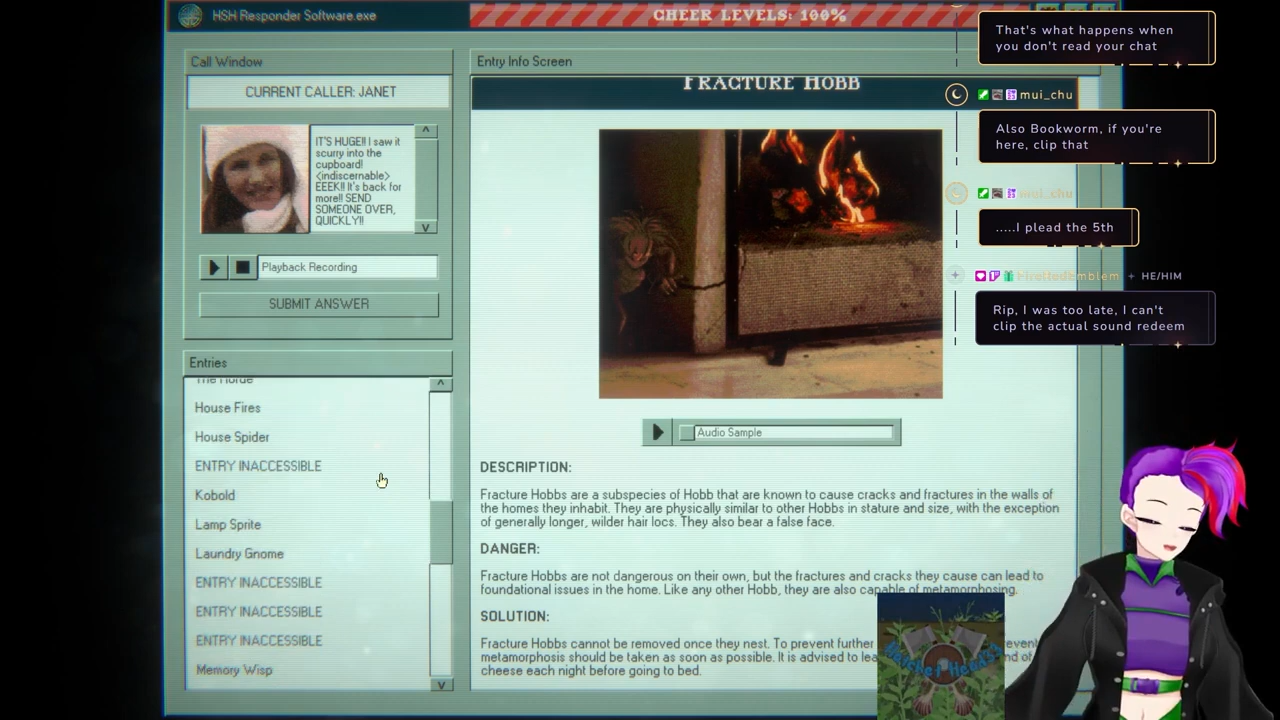 HSH Responder Software.exe
CHEER LEVELS: 100%
Call Window
CURRENT CALLER: JANET
IT'S HUGE!! I saw it
scurry into the
cupboard!
<indiscernable>
EEEK!! It's back for
more!! SEND
SOMEONE OVER,
QUICKLY!!
Playback Recording
SUBMIT ANSWER
Entries
The Horde
House Fires
House Spider
ENTRY INACCESSIBLE
Kobold
Lamp Sprite
Laundry Gnome
ENTRY INACCESSIBLE
ENTRY INACCESSIBLE
ENTRY INACCESSIBLE
Memory Wisp
Entry Info Screen
FRACTURE HOBB
Audio Sample
DESCRIPTION:
Fracture Hobbs are a subspecies of Hobb that are known to cause cracks and fractures in the walls of
the homes they inhabit. They are physically similar to other Hobbs in stature and size, with the exception
of generally longer, wilder hair locs. They also bear a false face.
DANGER:
Fracture Hobbs are not dangerous on their own, but the fractures and cracks they cause can lead to
foundational issues in the home. Like any other Hobb, they are also capable of metamorphosing.
SOLUTION:
Fracture Hobbs cannot be removed once they nest. To prevent further
metamorphosis should be taken as soon as possible. It is advised to
cheese each night before going to bed.
That's what happens when
you don't read your chat
mui_chu
Also Bookworm, if you're
here, clip that
mui_chu
.....I plead the 5th
HE/HIM
Rip, I was too late, I can't
clip the actual sound redeem